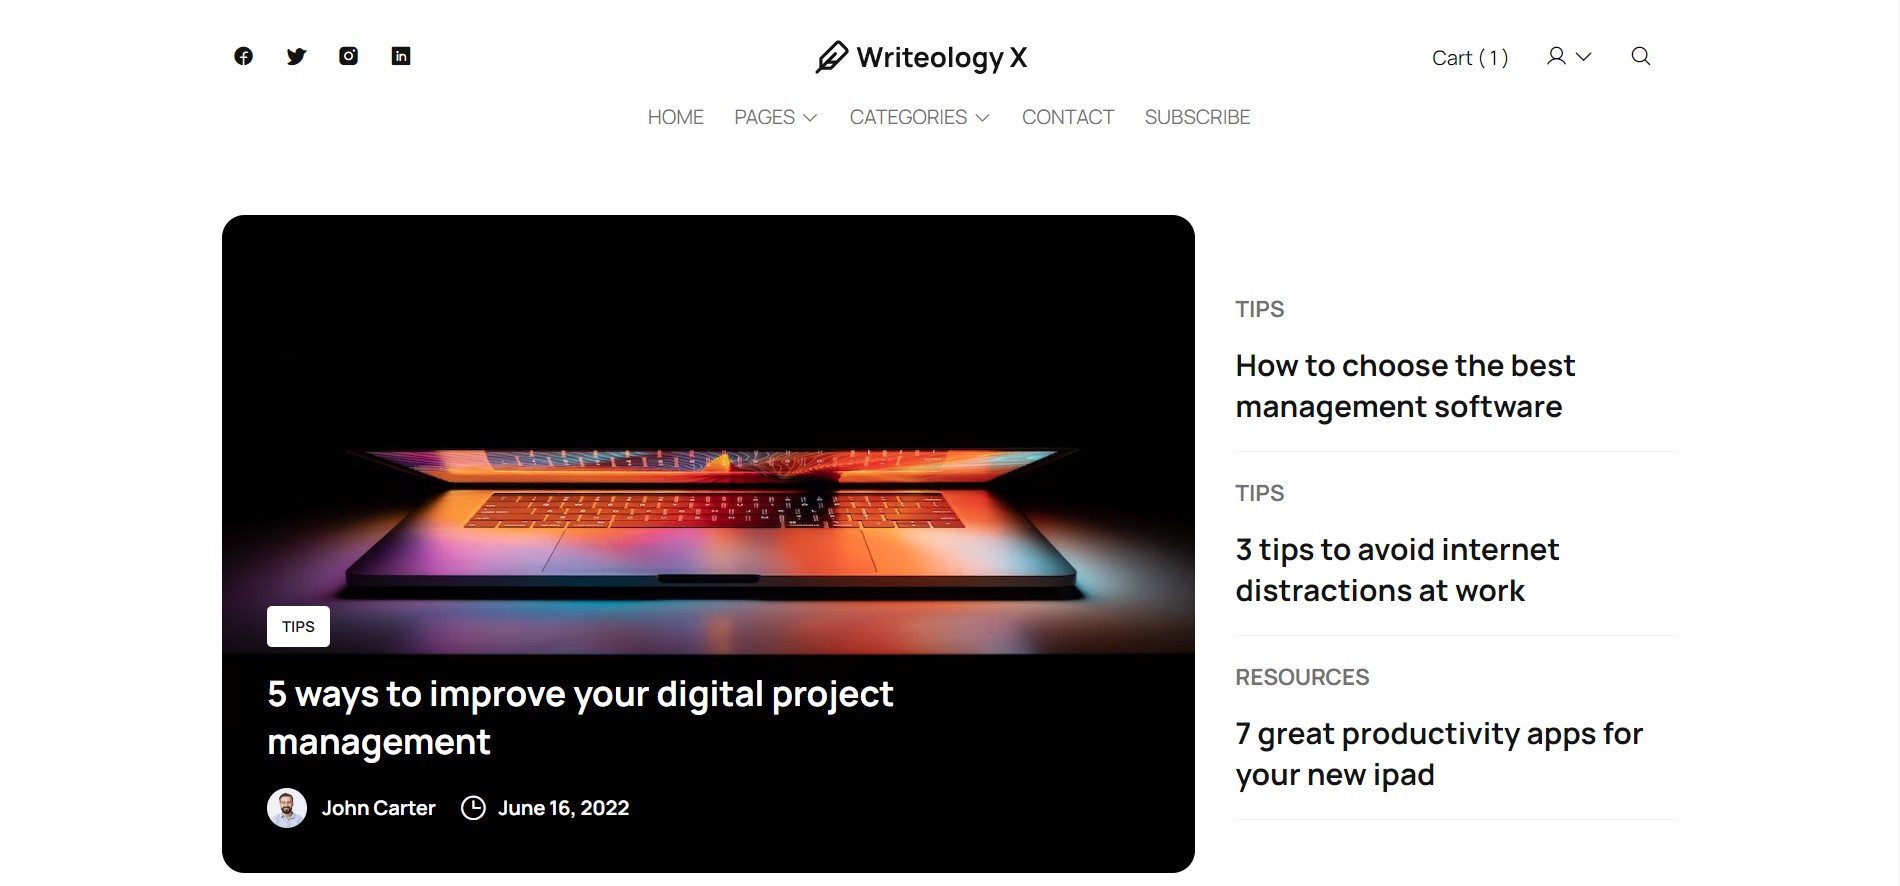 Writeology X
Cart ( 1 )
HOME
PAGES
CATEGORIES
CONTACT
SUBSCRIBE
TIPS
5 ways to improve your digital project
management
John Carter
June 16, 2022
TIPS
How to choose the best
management software
TIPS
3 tips to avoid internet
distractions at work
RESOURCES
7 great productivity apps for
your new ipad